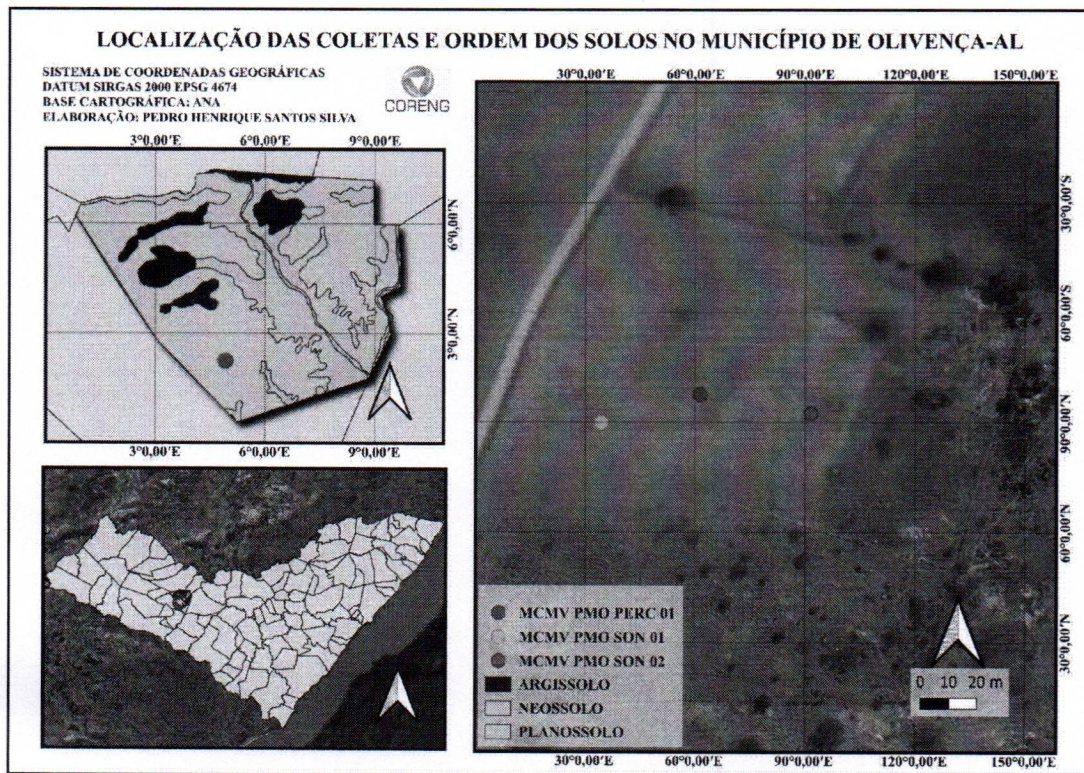 LOCALIZAÇÃO DAS COLETAS E ORDEM DOS SOLOS NO MUNICÍPIO DE OLIVENÇA-AL
SISTEMA DE COORDENADAS GEOGRÁFICAS
DATUM SIRGAS 2000 EPSG 4674
BASE CARTOGRÁFICA: ANA
ELABORAÇÃO: PEDRO HENRIQUE SANTOS SILVA
CORENG
3°0,00′E 6°0,00′E 9°0,00′E
6°0,00′N
3°0,00′N
3°0,00′E 6°0,00′E 9°0,00′E
30°0,00′E 60°0,00′E 90°0,00′E 120°0,00′E 150°0,00′E
30°0,00′S
60°0,00′S
90°0,00′N
60°0,00′N
30°0,00′N
MCMV PMO PERC 01
MCMV PMO SON 01
MCMV PMO SON 02
ARGISSOLO
NEOSSOLO
PLANOSSOLO
0 10 20 m
30°0,00′E 60°0,00′E 90°0,00′E 120°0,00′E 150°0,00′E